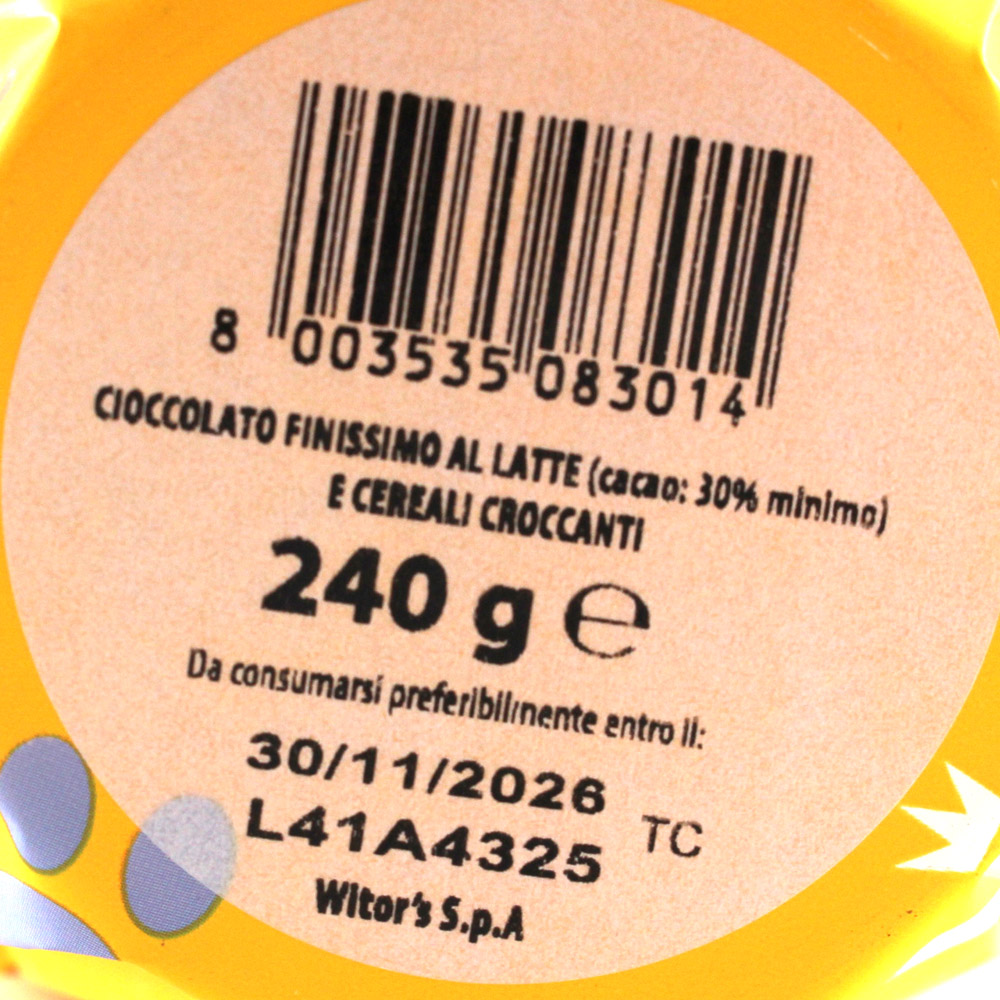 8 003535 083014
CIOCCOLATO FINISSIMO AL LATTE (cacao: 30% minimo)
E CEREALI CROCCANTI
240 g ℮
Da consumarsi preferibilmente entro il:
30/11/2026
L41A4325 TC
Witor's S.p.A